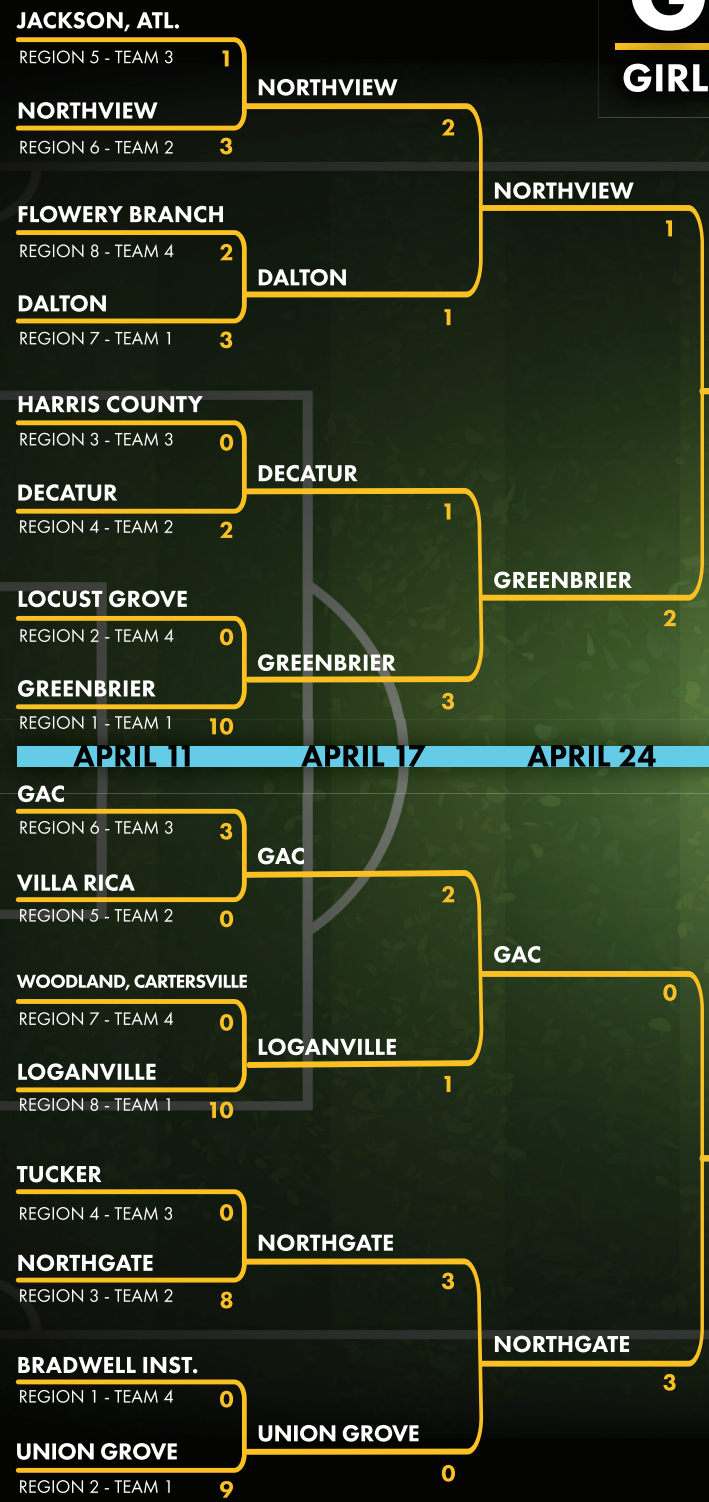 G
GIRL
JACKSON, ATL.
REGION 5 - TEAM 3 1
NORTHVIEW
REGION 6 - TEAM 2 3
NORTHVIEW
2
FLOWERY BRANCH
REGION 8 - TEAM 4 2
DALTON
REGION 7 - TEAM 1 3
DALTON
1
NORTHVIEW
1
HARRIS COUNTY
REGION 3 - TEAM 3 0
DECATUR
REGION 4 - TEAM 2 2
DECATUR
1
LOCUST GROVE
REGION 2 - TEAM 4 0
GREENBRIER
REGION 1 - TEAM 1 10
GREENBRIER
3
GREENBRIER
2
APRIL 11 APRIL 17 APRIL 24
GAC
REGION 6 - TEAM 3 3
VILLA RICA
REGION 5 - TEAM 2 0
GAC
2
WOODLAND, CARTERSVILLE
REGION 7 - TEAM 4 0
LOGANVILLE
REGION 8 - TEAM 1 10
LOGANVILLE
1
GAC
0
TUCKER
REGION 4 - TEAM 3 0
NORTHGATE
REGION 3 - TEAM 2 8
NORTHGATE
3
BRADWELL INST.
REGION 1 - TEAM 4 0
UNION GROVE
REGION 2 - TEAM 1 9
UNION GROVE
0
NORTHGATE
3